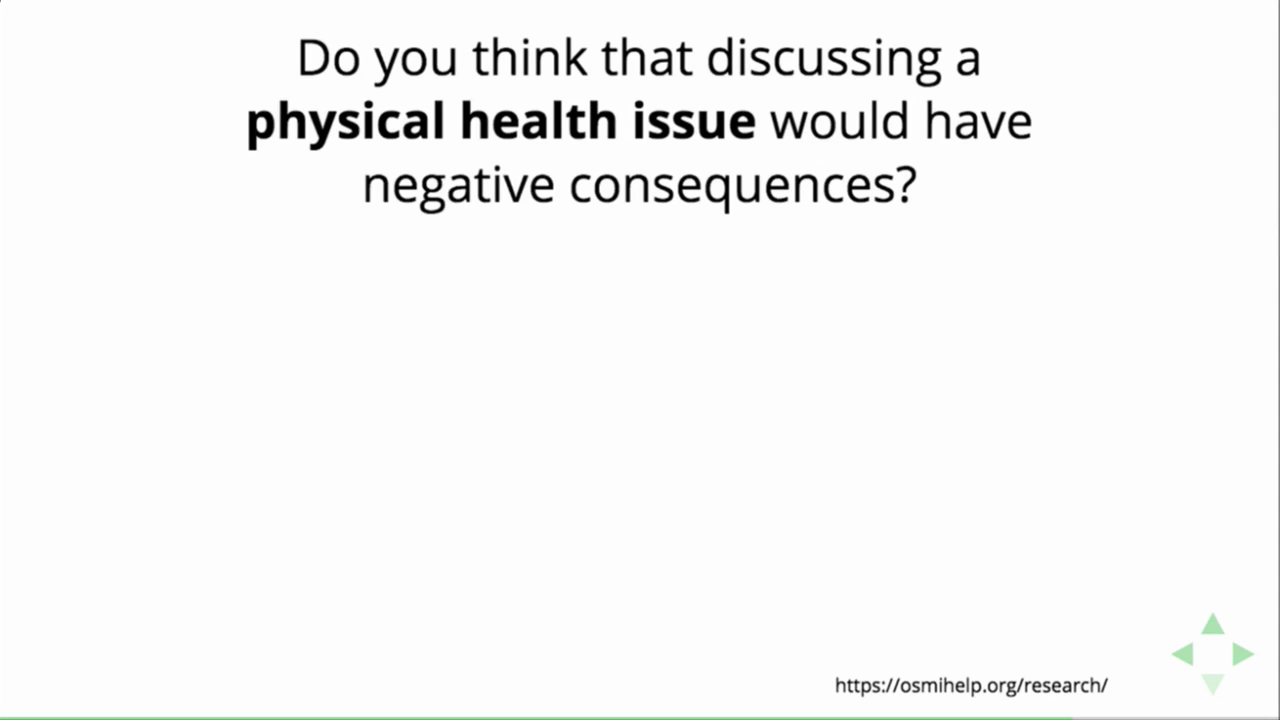 Do you think that discussing a
physical health issue would have
negative consequences?
https://osmihelp.org/research/